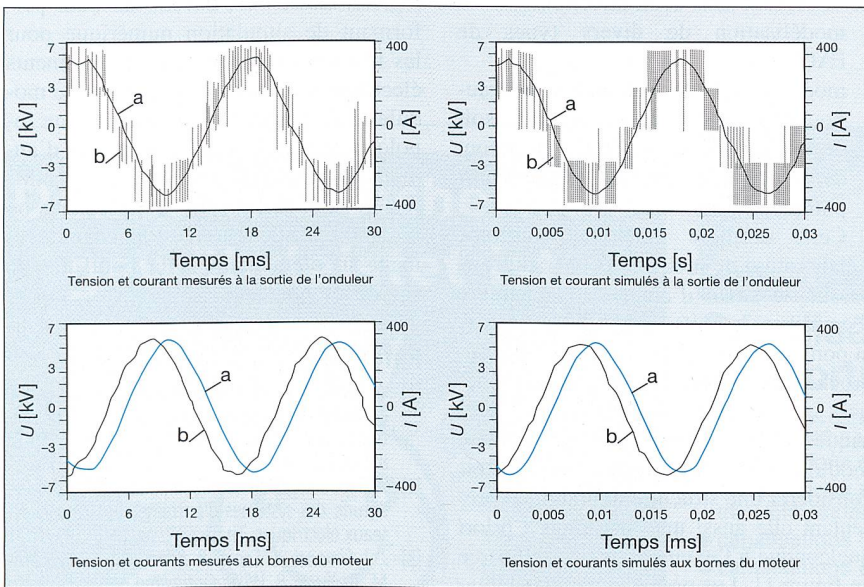 7
3
0
−3
−7
U [kV]
a
b
400
0
−400
I [A]
0 6 12 18 24 30
Temps [ms]
Tension et courant mesurés à la sortie de l'onduleur
7
3
0
−3
−7
U [kV]
a
b
400
0
−400
I [A]
0 0,005 0,01 0,015 0,02 0,025 0,03
Temps [s]
Tension et courant simulés à la sortie de l'onduleur
7
3
0
−3
−7
U [kV]
a
b
400
0
−400
I [A]
0 6 12 18 24 30
Temps [ms]
Tension et courants mesurés aux bornes du moteur
7
3
0
−3
−7
U [kV]
a
b
400
0
−400
I [A]
0 0,005 0,01 0,015 0,02 0,025 0,03
Temps [ms]
Tension et courants simulés aux bornes du moteur